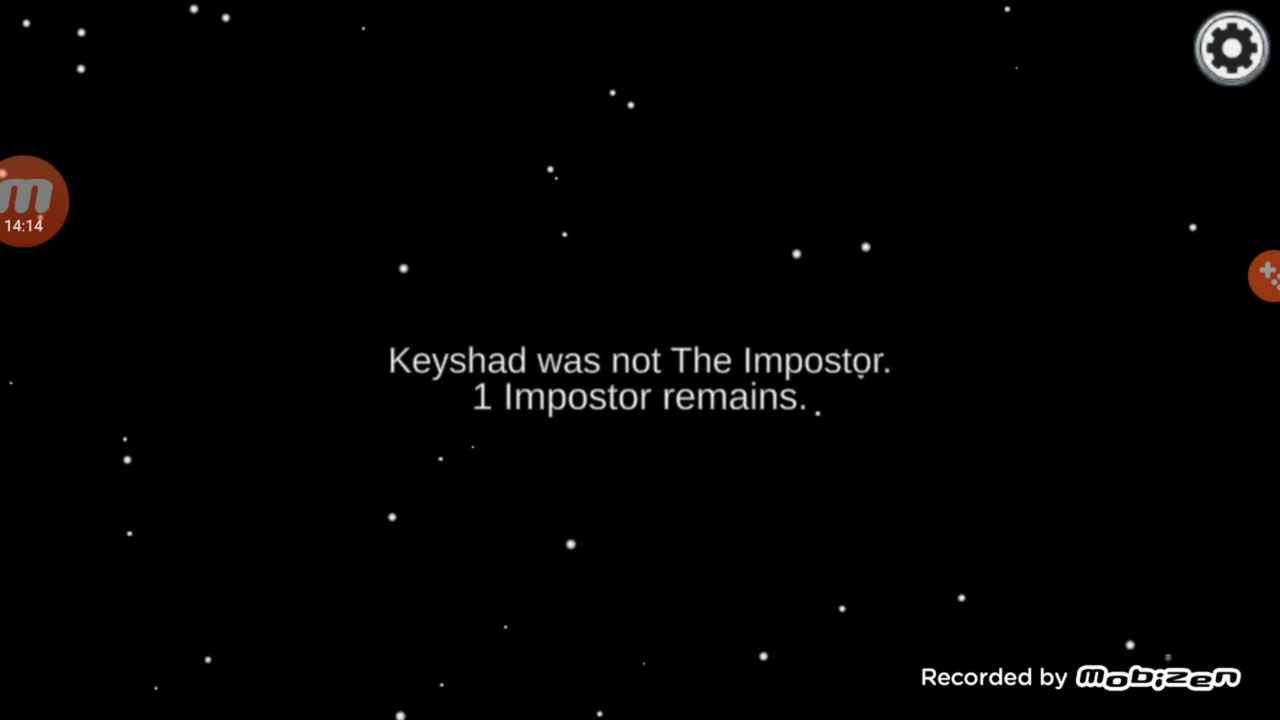 m
14:14
Keyshad was not The Impostor.
1 Impostor remains.
Recorded by mobizen